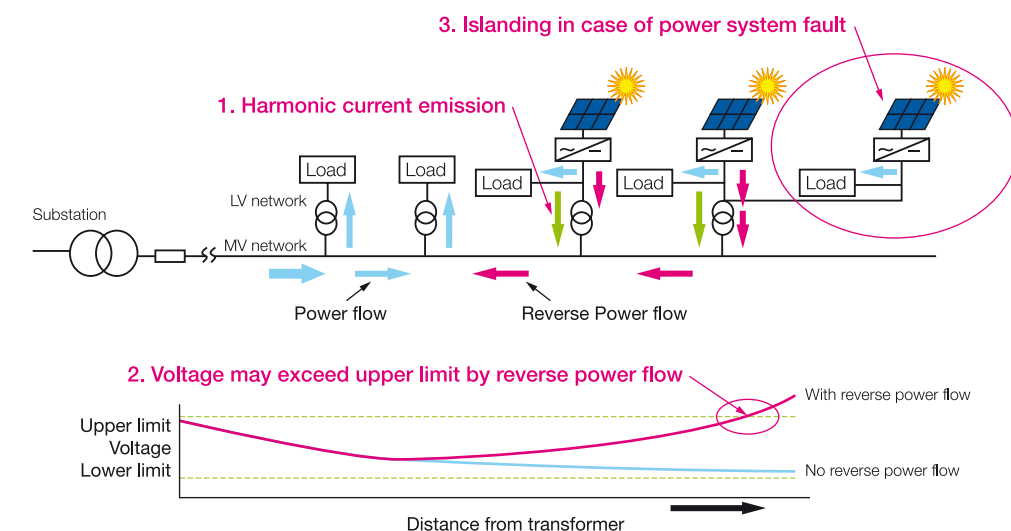 3. Islanding in case of power system fault
1. Harmonic current emission
Load
Load
Load
Load
Load
Substation
LV network
MV network
Power flow
Reverse Power flow
2. Voltage may exceed upper limit by reverse power flow
With reverse power flow
Upper limit
Voltage
Lower limit
No reverse power flow
Distance from transformer